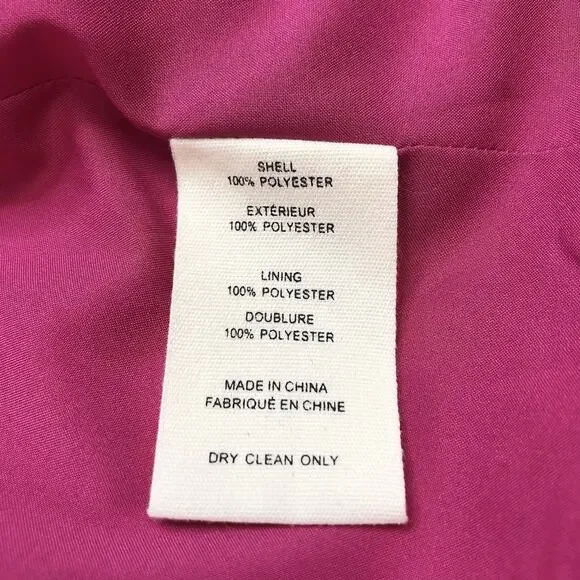 SHELL
100% POLYESTER
EXTÉRIEUR
100% POLYESTER
LINING
100% POLYESTER
DOUBLURE
100% POLYESTER
MADE IN CHINA
FABRIQUÉ EN CHINE
DRY CLEAN ONLY